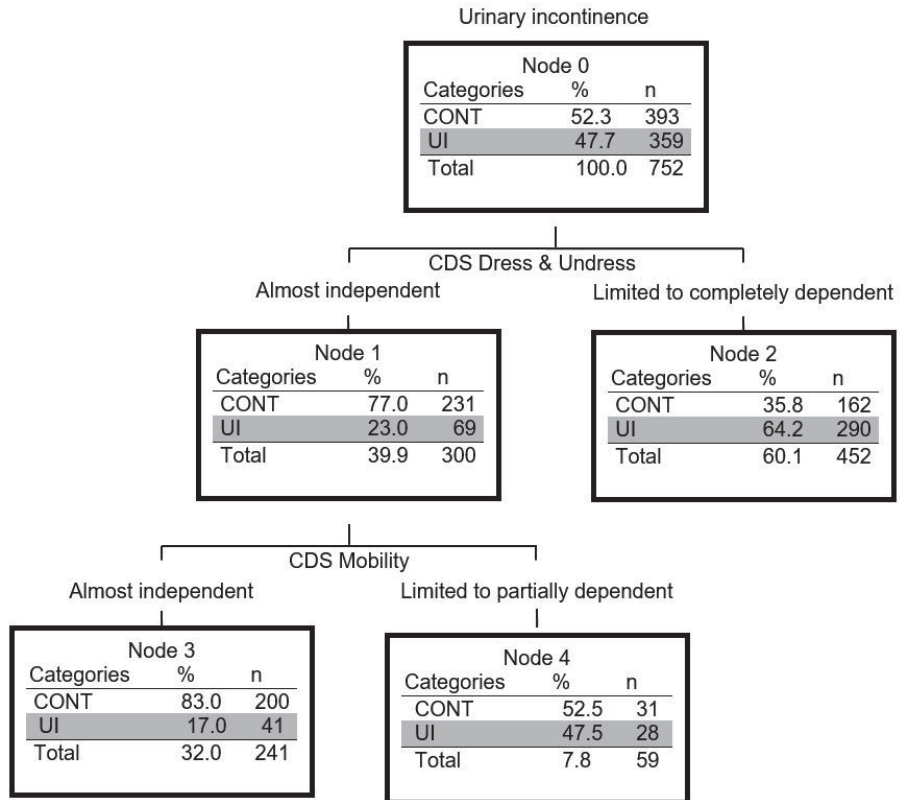 Urinary incontinence
Node 0
Categories % n
CONT 52.3 393
UI 47.7 359
Total 100.0 752
CDS Dress & Undress
Almost independent
Limited to completely dependent
Node 1
Categories % n
CONT 77.0 231
UI 23.0 69
Total 39.9 300
Node 2
Categories % n
CONT 35.8 162
UI 64.2 290
Total 60.1 452
CDS Mobility
Almost independent
Limited to partially dependent
Node 3
Categories % n
CONT 83.0 200
UI 17.0 41
Total 32.0 241
Node 4
Categories % n
CONT 52.5 31
UI 47.5 28
Total 7.8 59